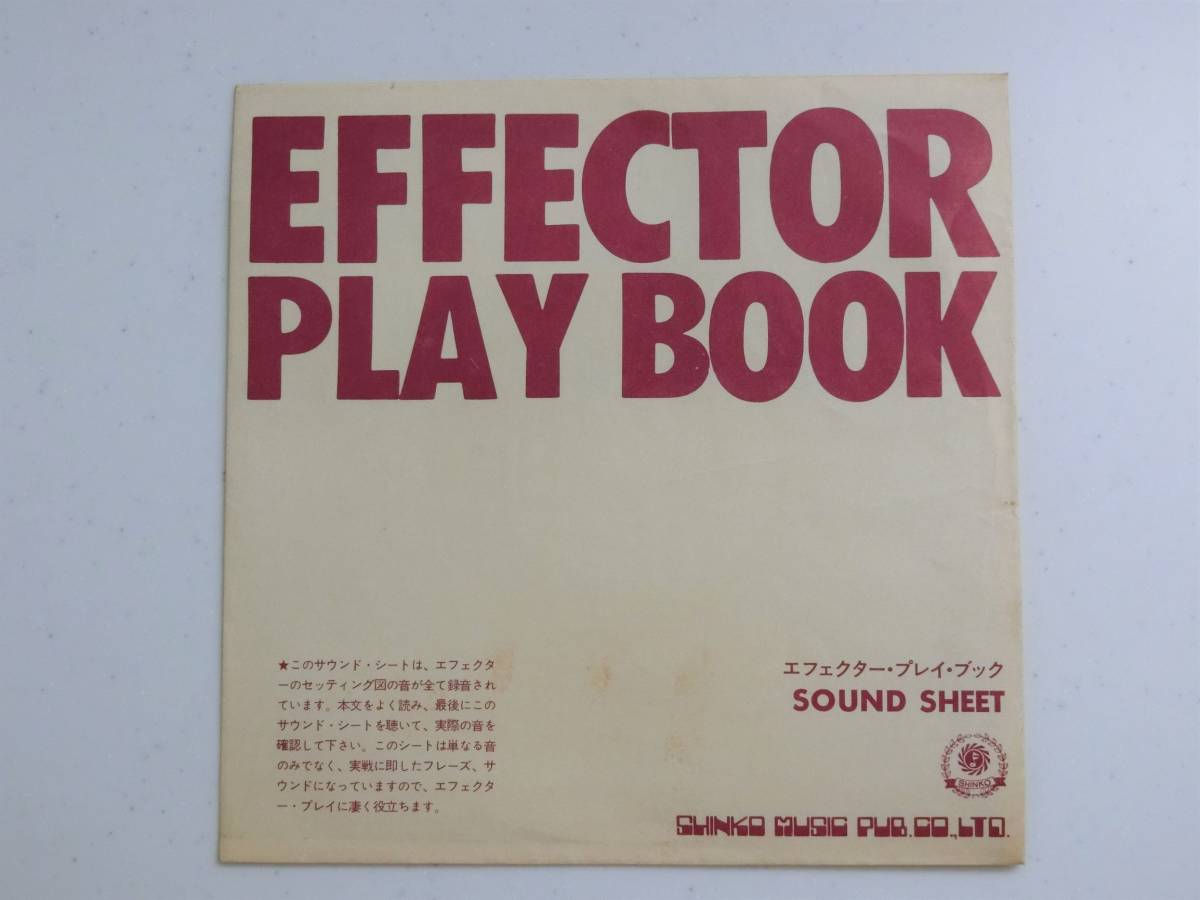 EFFECTOR
PLAY BOOK
★このサウンド・シートは、エフェクタ
ーのセッティング図の音が全て録音され
ています。本文をよく読み、最後にこの
サウンド・シートを聴いて、実際の音を
確認して下さい。このシートは単なる音
のみでなく、実戦に即したフレーズ、サ
ウンドになっていますので、エフェクタ
ー・プレイに凄く役立ちます。
エフェクター・プレイ・ブック
SOUND SHEET
SHINKO
SHINKO MUSIC PUB.CO.,LTD.